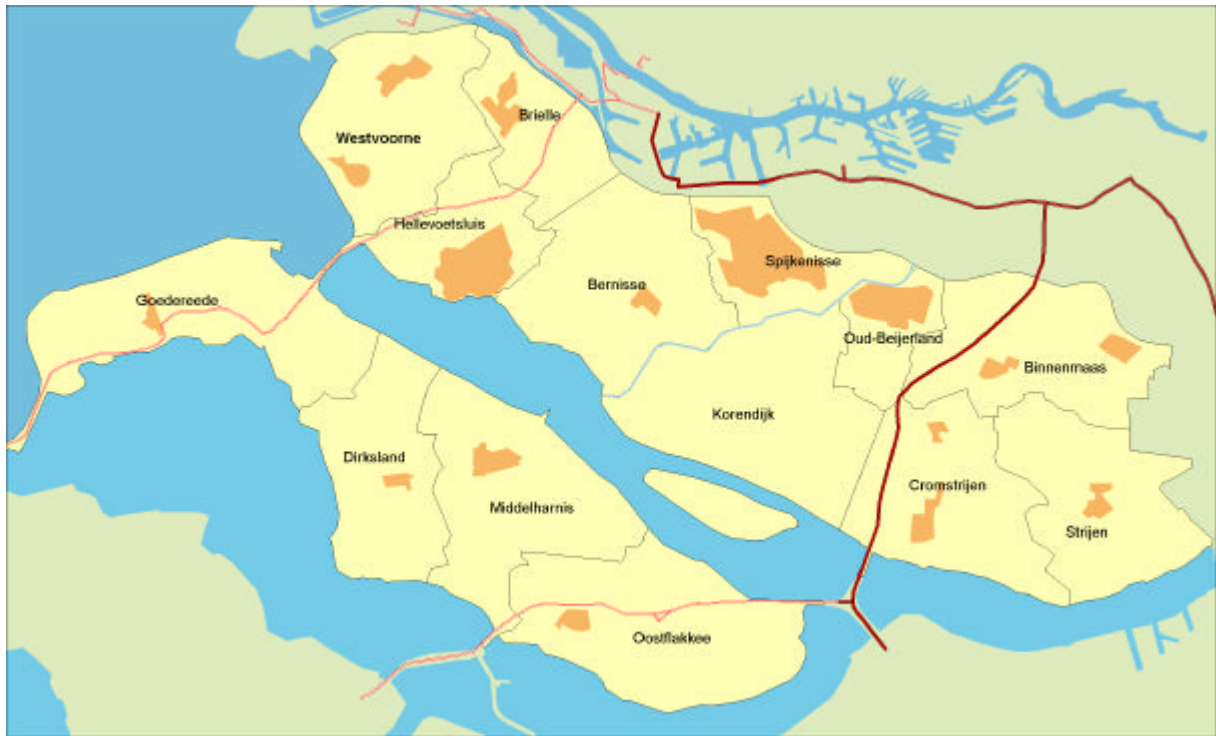 Brielle
Westvoorne
Hellevoetsluis
Spijkenisse
Bernisse
Goedereede
Oud-Beijerland
Binnenmaas
Korendijk
Dirksland
Cromstrijen
Middelharnis
Strijen
Oostflakkee